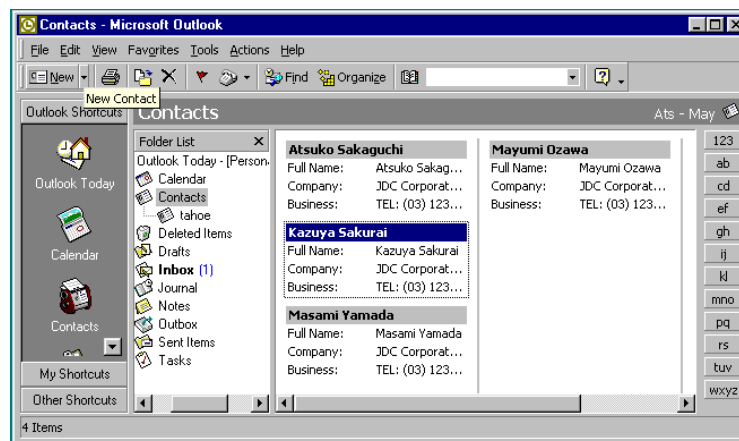 Contacts - Microsoft Outlook
File Edit View Favorites Tools Actions Help
New Find Organize
New Contact
Outlook Shortcuts
Contacts
Ats - May
Outlook Today
Calendar
Contacts
My Shortcuts
Other Shortcuts
Folder List X
Outlook Today - [Person
Calendar
Contacts
tahoe
Deleted Items
Drafts
Inbox (1)
Journal
Notes
Outbox
Sent Items
Tasks
Atsuko Sakaguchi
Full Name: Atsuko Sakag...
Company: JDC Corporat...
Business: TEL: (03) 123...
Kazuya Sakurai
Full Name: Kazuya Sakurai
Company: JDC Corporat...
Business: TEL: (03) 123...
Masami Yamada
Full Name: Masami Yamada
Company: JDC Corporat...
Business: TEL: (03) 123...
Mayumi Ozawa
Full Name: Mayumi Ozawa
Company: JDC Corporat...
Business: TEL: (03) 123...
123
ab
cd
ef
gh
ij
kl
mno
pq
rs
tuv
wxyz
4 Items